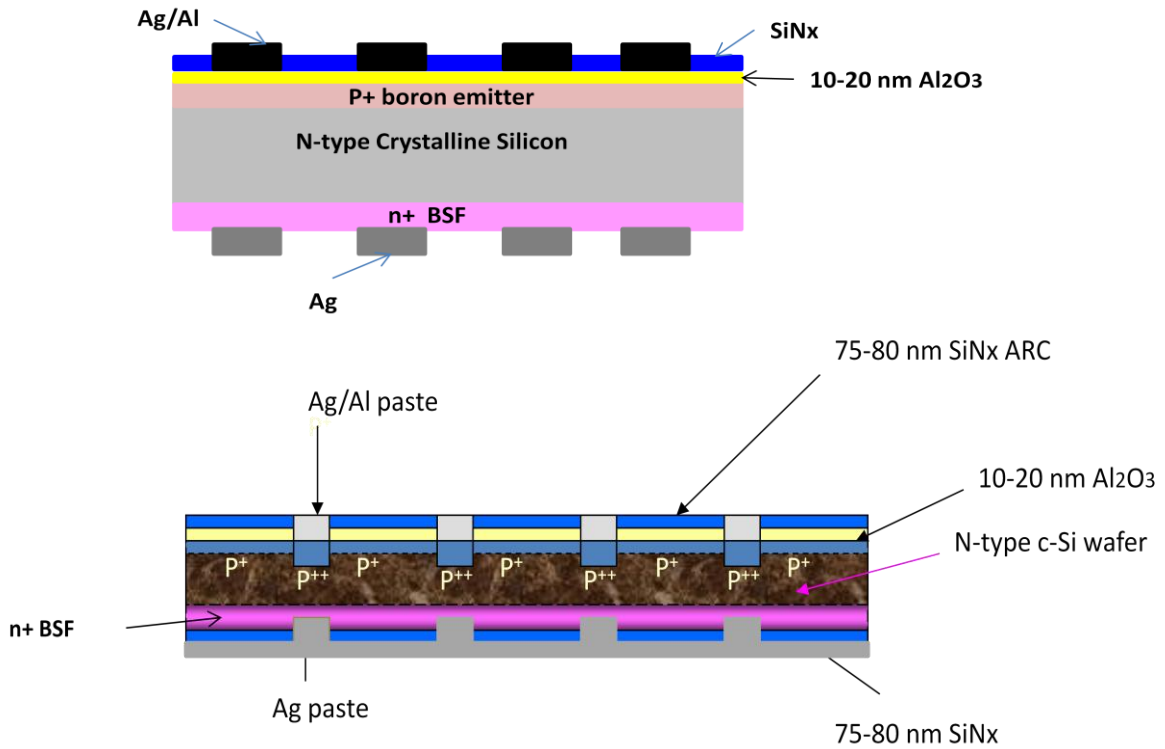 Ag/Al
SiNx
10-20 nm Al2O3
P+ boron emitter
N-type Crystalline Silicon
n+ BSF
Ag
75-80 nm SiNx ARC
Ag/Al paste
10-20 nm Al2O3
N-type c-Si wafer
P+ P++ P+ P++ P+ P++ P+ P++ P+
n+ BSF
Ag paste
75-80 nm SiNx